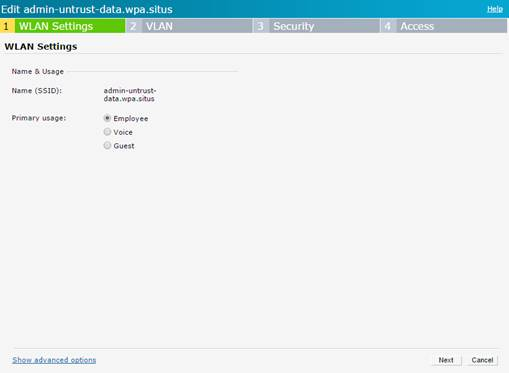 Edit admin-untrust-data.wpa.situs Help
1 WLAN Settings 2 VLAN 3 Security 4 Access
WLAN Settings
Name & Usage
Name (SSID): admin-untrust-
data.wpa.situs
Primary usage: Employee
Voice
Guest
Show advanced options Next Cancel